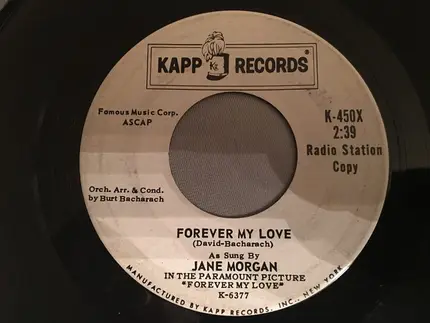 KAPP RECORDS®
K
Famous Music Corp.
ASCAP
K-450X
2:39
Radio Station
Copy
Orch. Arr. & Cond.
by Burt Bacharach
FOREVER MY LOVE
(David-Bacharach)
As Sung By
JANE MORGAN
IN THE PARAMOUNT PICTURE
"FOREVER MY LOVE"
K-6377
MANUFACTURED BY KAPP RECORDS, INC., NEW YORK